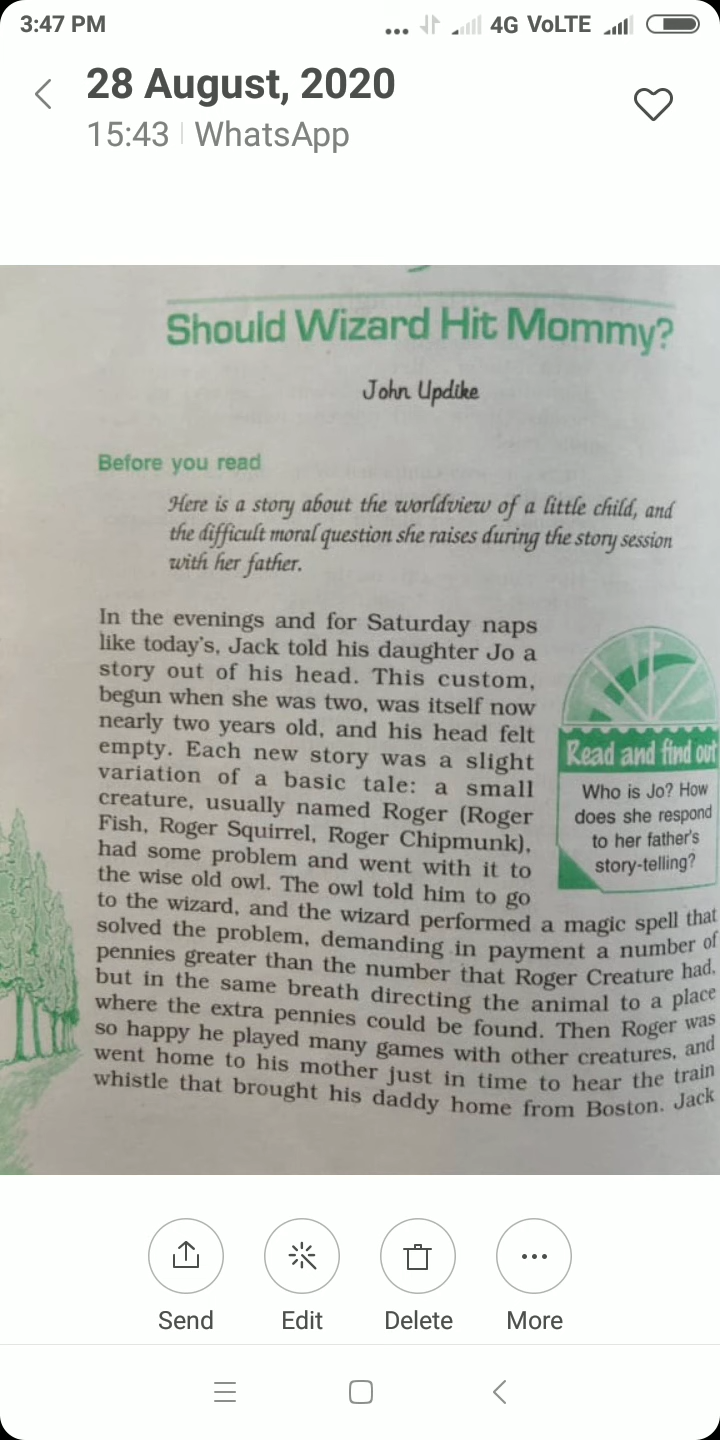 3:47 PM
4G VoLTE
28 August, 2020
15:43 | WhatsApp
Should Wizard Hit Mommy?
John Updike
Before you read
Here is a story about the worldview of a little child, and
the difficult moral question she raises during the story session
with her father.
In the evenings and for Saturday naps
like today's, Jack told his daughter Jo a
story out of his head. This custom,
begun when she was two, was itself now
nearly two years old, and his head felt
empty. Each new story was a slight
variation of a basic tale: a small
creature, usually named Roger (Roger
Fish, Roger Squirrel, Roger Chipmunk),
had some problem and went with it to
the wise old owl. The owl told him to go
to the wizard, and the wizard performed a magic spell that
solved the problem, demanding in payment a number of
pennies greater than the number that Roger Creature had,
but in the same breath directing the animal to a place
where the extra pennies could be found. Then Roger was
so happy he played many games with other creatures, and
went home to his mother just in time to hear the train
whistle that brought his daddy home from Boston. Jack
Read and find out
Who is Jo? How
does she respond
to her father's
story-telling?
Send
Edit
Delete
More